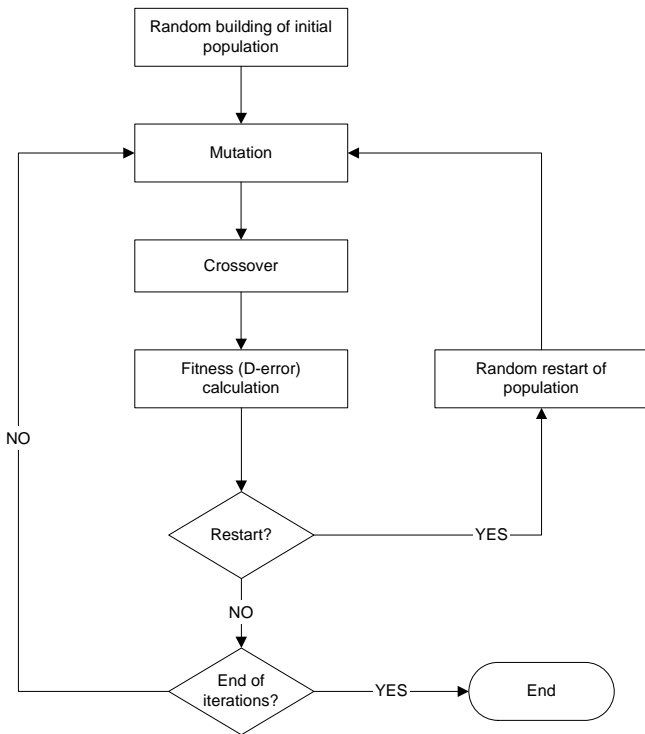 Random building of initial
population
Mutation
Crossover
Fitness (D-error)
calculation
Random restart of
population
NO
Restart?
YES
NO
End of
iterations?
YES
End